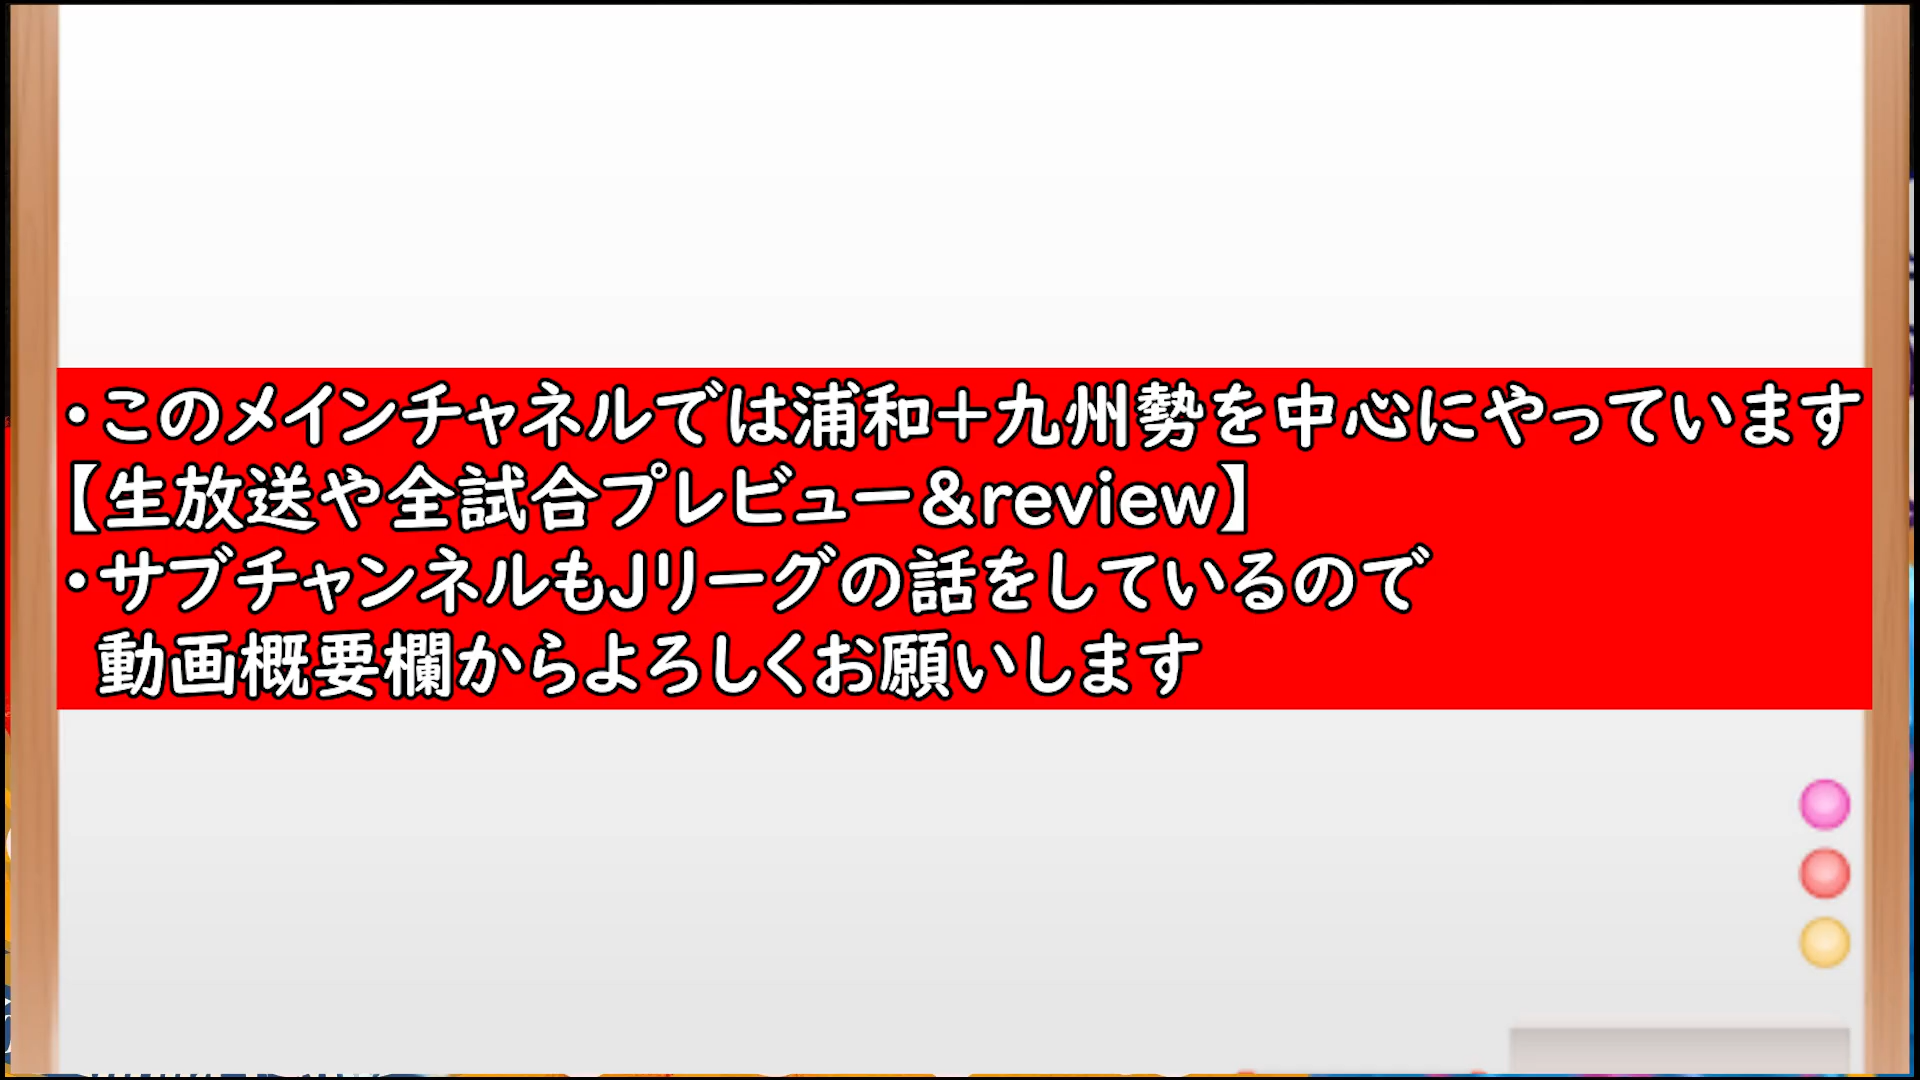 ・このメインチャネルでは浦和＋九州勢を中心にやっています
【生放送や全試合プレビュー＆review】
・サブチャンネルもJリーグの話をしているので
動画概要欄からよろしくお願いします